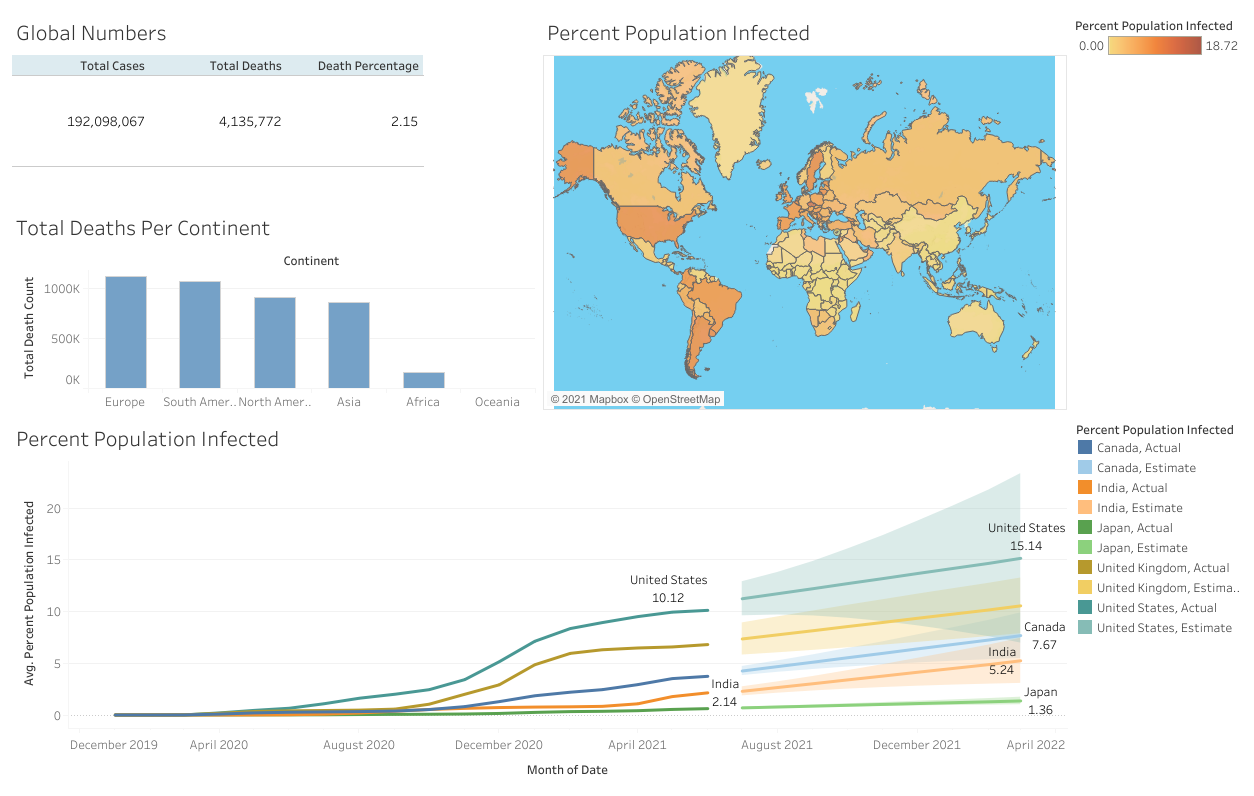 Global Numbers
Total Cases Total Deaths Death Percentage
192,098,067 4,135,772 2.15
Percent Population Infected
© 2021 Mapbox © OpenStreetMap
Percent Population Infected
0.00 18.72
Total Deaths Per Continent
Continent
Total Death Count
1000K
500K
0K
Europe South Amer.. North Amer.. Asia Africa Oceania
Percent Population Infected
Avg. Percent Population Infected
20
15
10
5
0
United States
10.12
India
2.14
United States
15.14
Canada
7.67
India
5.24
Japan
1.36
December 2019 April 2020 August 2020 December 2020 April 2021 August 2021 December 2021 April 2022
Month of Date
Percent Population Infected
Canada, Actual
Canada, Estimate
India, Actual
India, Estimate
Japan, Actual
Japan, Estimate
United Kingdom, Actual
United Kingdom, Estima..
United States, Actual
United States, Estimate